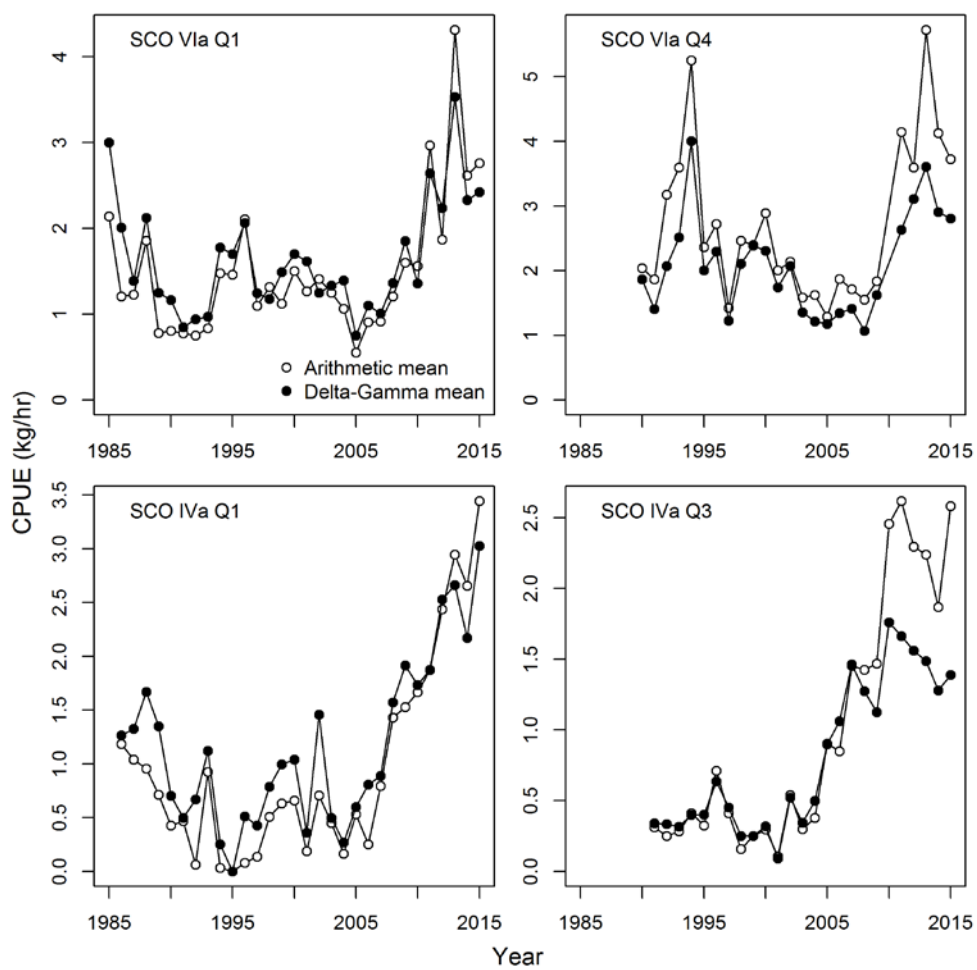 SCO VIa Q1
4
3
2
1
0
Arithmetic mean
Delta-Gamma mean
1985 1995 2005 2015
SCO VIa Q4
5
4
3
2
1
0
1985 1995 2005 2015
CPUE (kg/hr)
SCO IVa Q1
3.5
3.0
2.5
2.0
1.5
1.0
0.5
0.0
1985 1995 2005 2015
SCO IVa Q3
2.5
2.0
1.5
1.0
0.5
0.0
1985 1995 2005 2015
Year